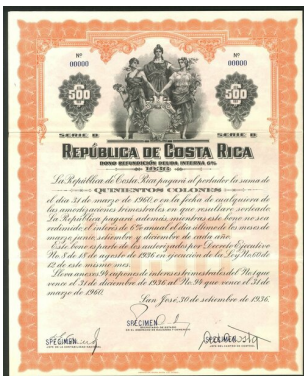 Nº Nº
00000 00000
500 500
SERIE B SERIE B
REPÚBLICA DE COSTA RICA
BONO REFUNDICIÓN DEUDA INTERNA 6%
1936
La República de Costa Rica pagará al portador la suma de
QUINIENTOS COLONES
el día 31 de marzo de 1960, o en la fecha de cualquiera de
las amortizaciones trimestrales en que resultare sorteado.
La República pagará además, mientras este bono no sea
redimido, el interés de 6% anual el día último de los meses de
marzo, junio, setiembre y diciembre de cada año.
Este bono es parte de los autorizados por Decreto Ejecutivo
No. 8 de 18 de agosto de 1936 en ejecución de la Ley No. 60 de
12 de este mismo mes.
Lleva anexos 94 cupones de intereses trimestrales del No. 1 que
vence el 31 de diciembre de 1936 al No. 94 que vence el 31 de
marzo de 1960.
San José, 30 de setiembre de 1936.
SPECIMEN
SPECIMEN SPECIMEN